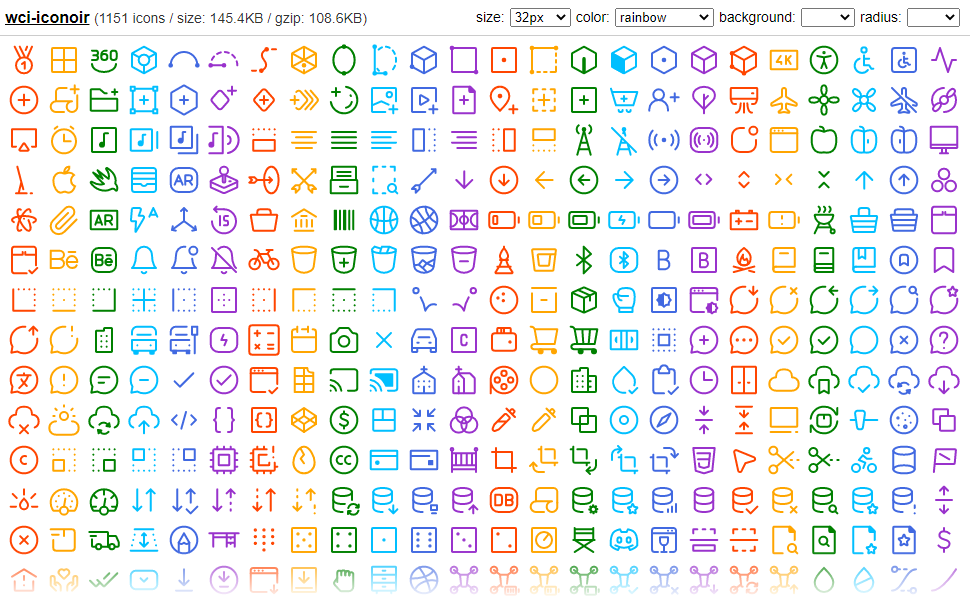 wci-iconoir (1151 icons / size: 145.4KB / gzip: 108.6KB) size: 32px color: rainbow background: radius:
1 360 4K
AR
AR 15
Bē Bē B B
C
C CC
DB